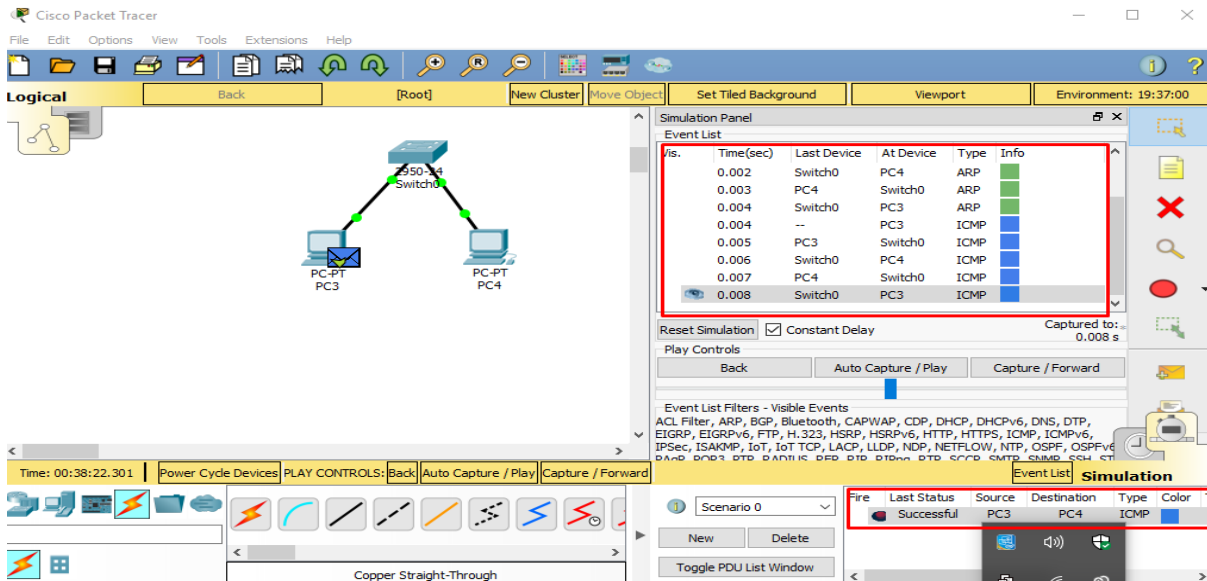 Cisco Packet Tracer
File Edit Options View Tools Extensions Help
Logical Back [Root] New Cluster Move Object Set Tiled Background Viewport Environment: 19:37:00
2950-24
Switch0
PC-PT
PC3
PC-PT
PC4
Simulation Panel
Event List
Vis. Time(sec) Last Device At Device Type Info
0.002 Switch0 PC4 ARP
0.003 PC4 Switch0 ARP
0.004 Switch0 PC3 ARP
0.004 -- PC3 ICMP
0.005 PC3 Switch0 ICMP
0.006 Switch0 PC4 ICMP
0.007 PC4 Switch0 ICMP
0.008 Switch0 PC3 ICMP
Reset Simulation Constant Delay Captured to:
0.008 s
Play Controls
Back Auto Capture / Play Capture / Forward
Event List Filters - Visible Events
ACL Filter, ARP, BGP, Bluetooth, CAPWAP, CDP, DHCP, DHCPv6, DNS, DTP,
EIGRP, EIGRPv6, FTP, H.323, HSRP, HSRPv6, HTTP, HTTPS, ICMP, ICMPv6,
IPSec, ISAKMP, IoT, IoT TCP, LACP, LLDP, NDP, NETFLOW, NTP, OSPF, OSPFv6
Time: 00:38:22.301 Power Cycle Devices PLAY CONTROLS: Back Auto Capture / Play Capture / Forward
Event List Simulation
Scenario 0
New Delete
Toggle PDU List Window
Fire Last Status Source Destination Type Color
Successful PC3 PC4 ICMP
Copper Straight-Through